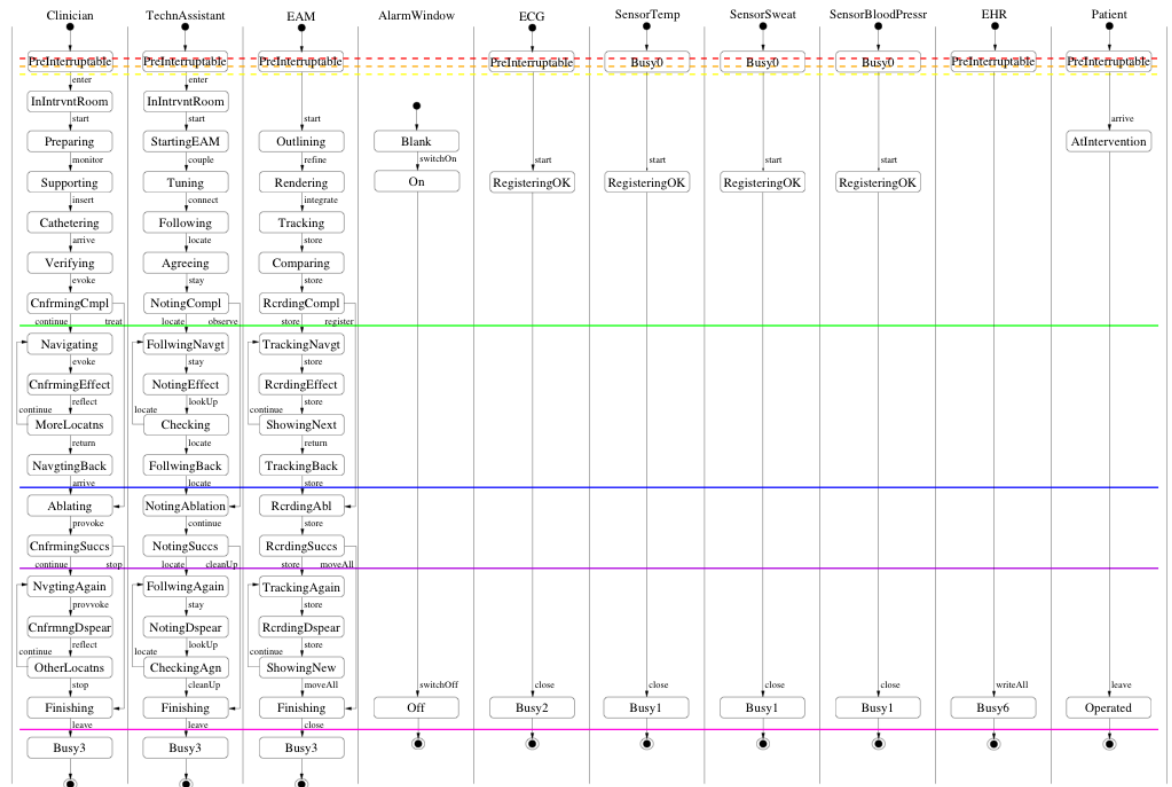 Clinician TechnAssistant EAM AlarmWindow ECG SensorTemp SensorSweat SensorBloodPressr EHR Patient
PreInterruptable PreInterruptable PreInterruptable PreInterruptable Busy0 Busy0 Busy0 PreInterruptable PreInterruptable
enter enter
InIntrvntRoom InIntrvntRoom
start start start arrive
Preparing StartingEAM Outlining Blank AtIntervention
monitor couple refine switchOn start start start start
Supporting Tuning Rendering On RegisteringOK RegisteringOK RegisteringOK RegisteringOK
insert connect integrate
Cathetering Following Tracking
arrive locate store
Verifying Agreeing Comparing
evoke stay store
CnfrmingCmpl NotingCompl RcrdingCompl
continue treat locate observe store register
Navigating FollwingNavgt TrackingNavgt
evoke stay store
CnfrmingEffect NotingEffect RcrdingEffect
reflect lookUp store
continue locate continue
MoreLocatns Checking ShowingNext
return locate return
NavgtingBack FollwingBack TrackingBack
arrive locate store
Ablating NotingAblation RcrdingAbl
provoke continue store
CnfrmingSuccs NotingSuccs RcrdingSuccs
continue stop locate cleanUp store moveAll
NvgtingAgain FollwingAgain TrackingAgain
provvoke stay store
CnfrmngDspear NotingDspear RcrdingDspear
reflect lookUp store
continue locate continue
OtherLocatns CheckingAgn ShowingNew
stop cleanUp moveAll switchOff close close close close writeAll leave
Finishing Finishing Finishing Off Busy2 Busy1 Busy1 Busy1 Busy6 Operated
leave leave close
Busy3 Busy3 Busy3